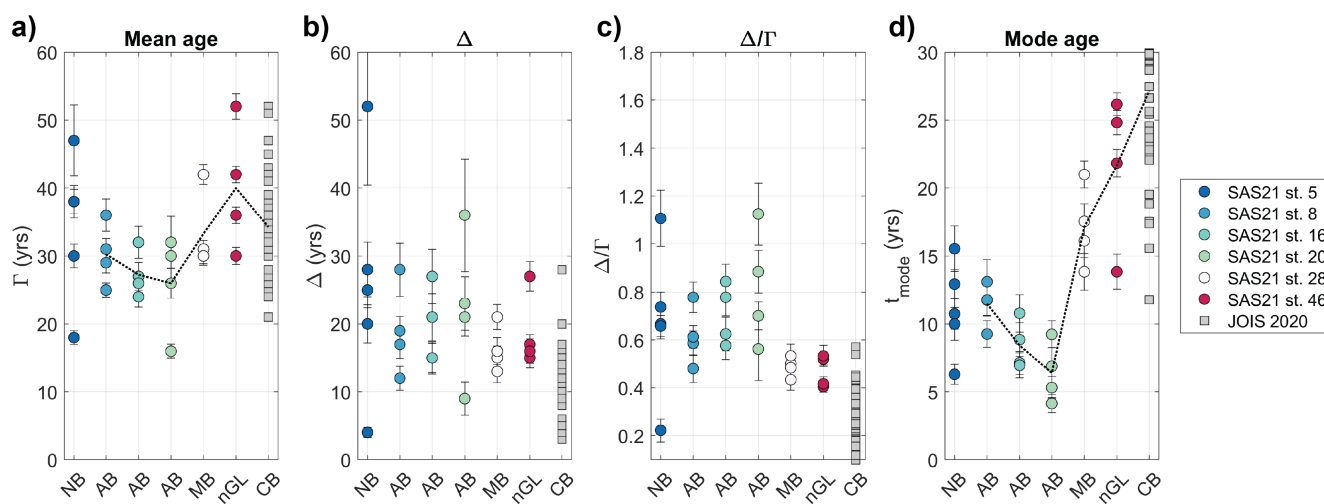 a)
Mean age
60
50
40
30
20
10
0
Γ (yrs)
NB
AB
AB
AB
MB
nGL
CB
b)
Δ
60
50
40
30
20
10
0
Δ (yrs)
NB
AB
AB
AB
MB
nGL
CB
c)
Δ/Γ
1.8
1.6
1.4
1.2
1
0.8
0.6
0.4
0.2
Δ/Γ
NB
AB
AB
AB
MB
nGL
CB
d)
Mode age
30
25
20
15
10
5
0
t_mode (yrs)
NB
AB
AB
AB
MB
nGL
CB
SAS21 st. 5
SAS21 st. 8
SAS21 st. 16
SAS21 st. 20
SAS21 st. 28
SAS21 st. 46
JOIS 2020